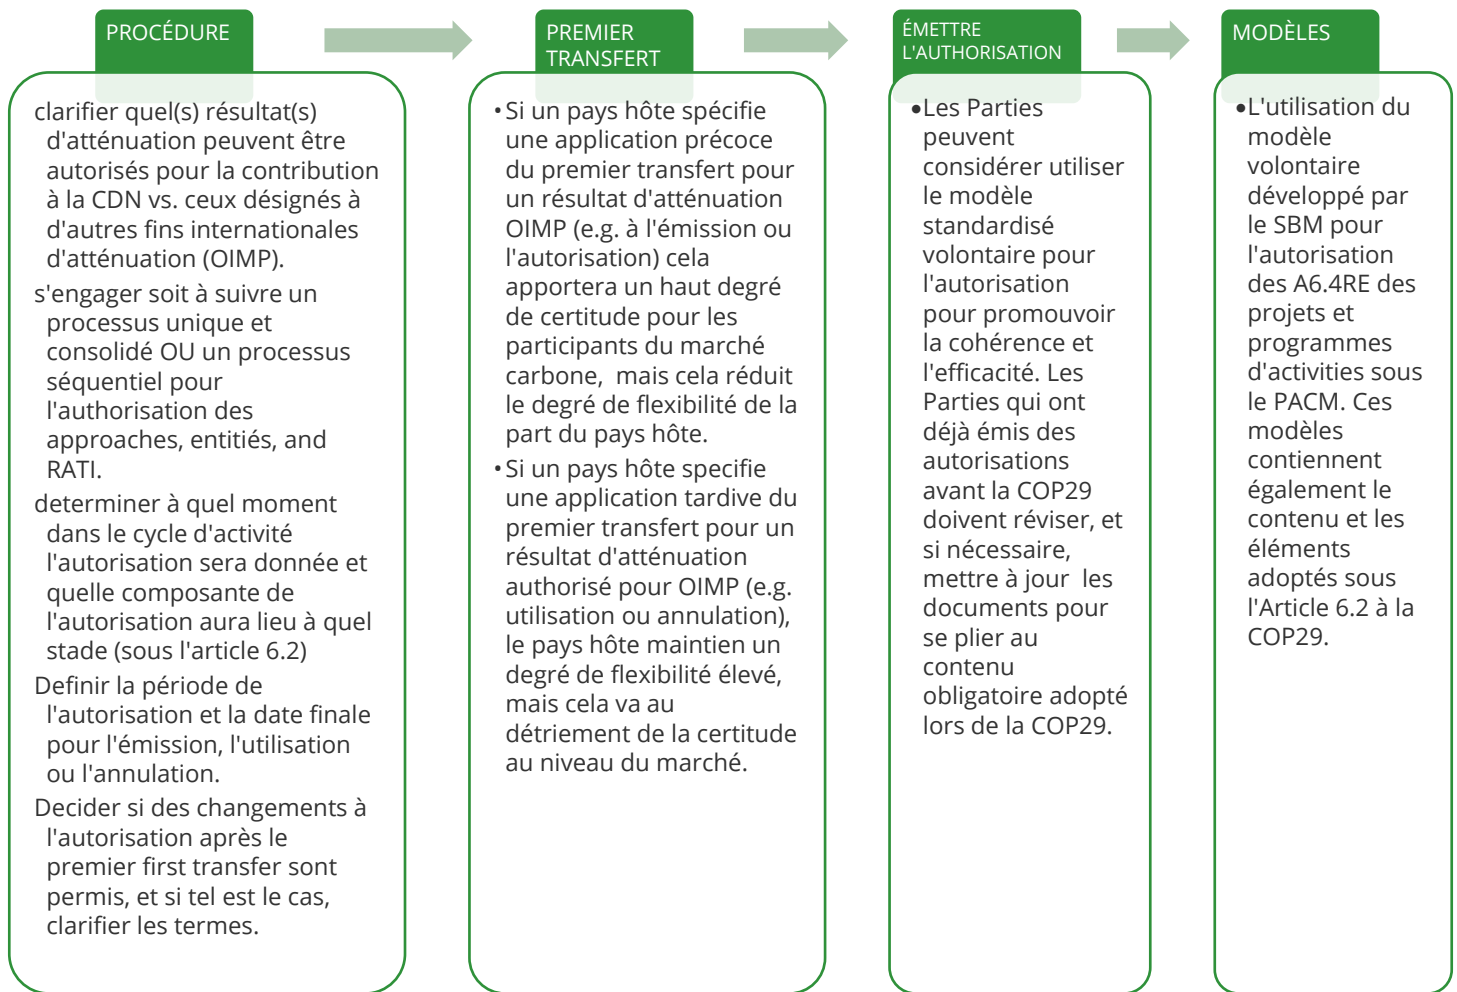 PROCÉDURE
clarifier quel(s) résultat(s)
d'atténuation peuvent être
autorisés pour la contribution
à la CDN vs. ceux désignés à
d'autres fins internationales
d'atténuation (OIMP).
s'engager soit à suivre un
processus unique et
consolidé OU un processus
séquentiel pour
l'authorisation des
approaches, entitiés, and
RATI.
determiner à quel moment
dans le cycle d'activité
l'autorisation sera donnée et
quelle composante de
l'autorisation aura lieu à quel
stade (sous l'article 6.2)
Definir la période de
l'autorisation et la date finale
pour l'émission, l'utilisation
ou l'annulation.
Decider si des changements à
l'autorisation après le
premier first transfer sont
permis, et si tel est le cas,
clarifier les termes.
PREMIER
TRANSFERT
•Si un pays hôte spécifie
une application précoce
du premier transfert pour
un résultat d'atténuation
OIMP (e.g. à l'émission ou
l'autorisation) cela
apportera un haut degré
de certitude pour les
participants du marché
carbone, mais cela réduit
le degré de flexibilité de la
part du pays hôte.
•Si un pays hôte specifie
une application tardive du
premier transfert pour un
résultat d'atténuation
authorisé pour OIMP (e.g.
utilisation ou annulation),
le pays hôte maintien un
degré de flexibilité élevé,
mais cela va au
détriement de la certitude
au niveau du marché.
ÉMETTRE
L'AUTHORISATION
•Les Parties
peuvent
considérer utiliser
le modèle
standardisé
volontaire pour
l'autorisation
pour promouvoir
la cohérence et
l'efficacité. Les
Parties qui ont
déjà émis des
autorisations
avant la COP29
doivent réviser, et
si nécessaire,
mettre à jour les
documents pour
se plier au
contenu
obligatoire adopté
lors de la COP29.
MODÈLES
•L'utilisation du
modèle
volontaire
développé par
le SBM pour
l'autorisation
des A6.4RE des
projets et
programmes
d'activities sous
le PACM. Ces
modèles
contiennent
également le
contenu et les
éléments
adoptés sous
l'Article 6.2 à la
COP29.